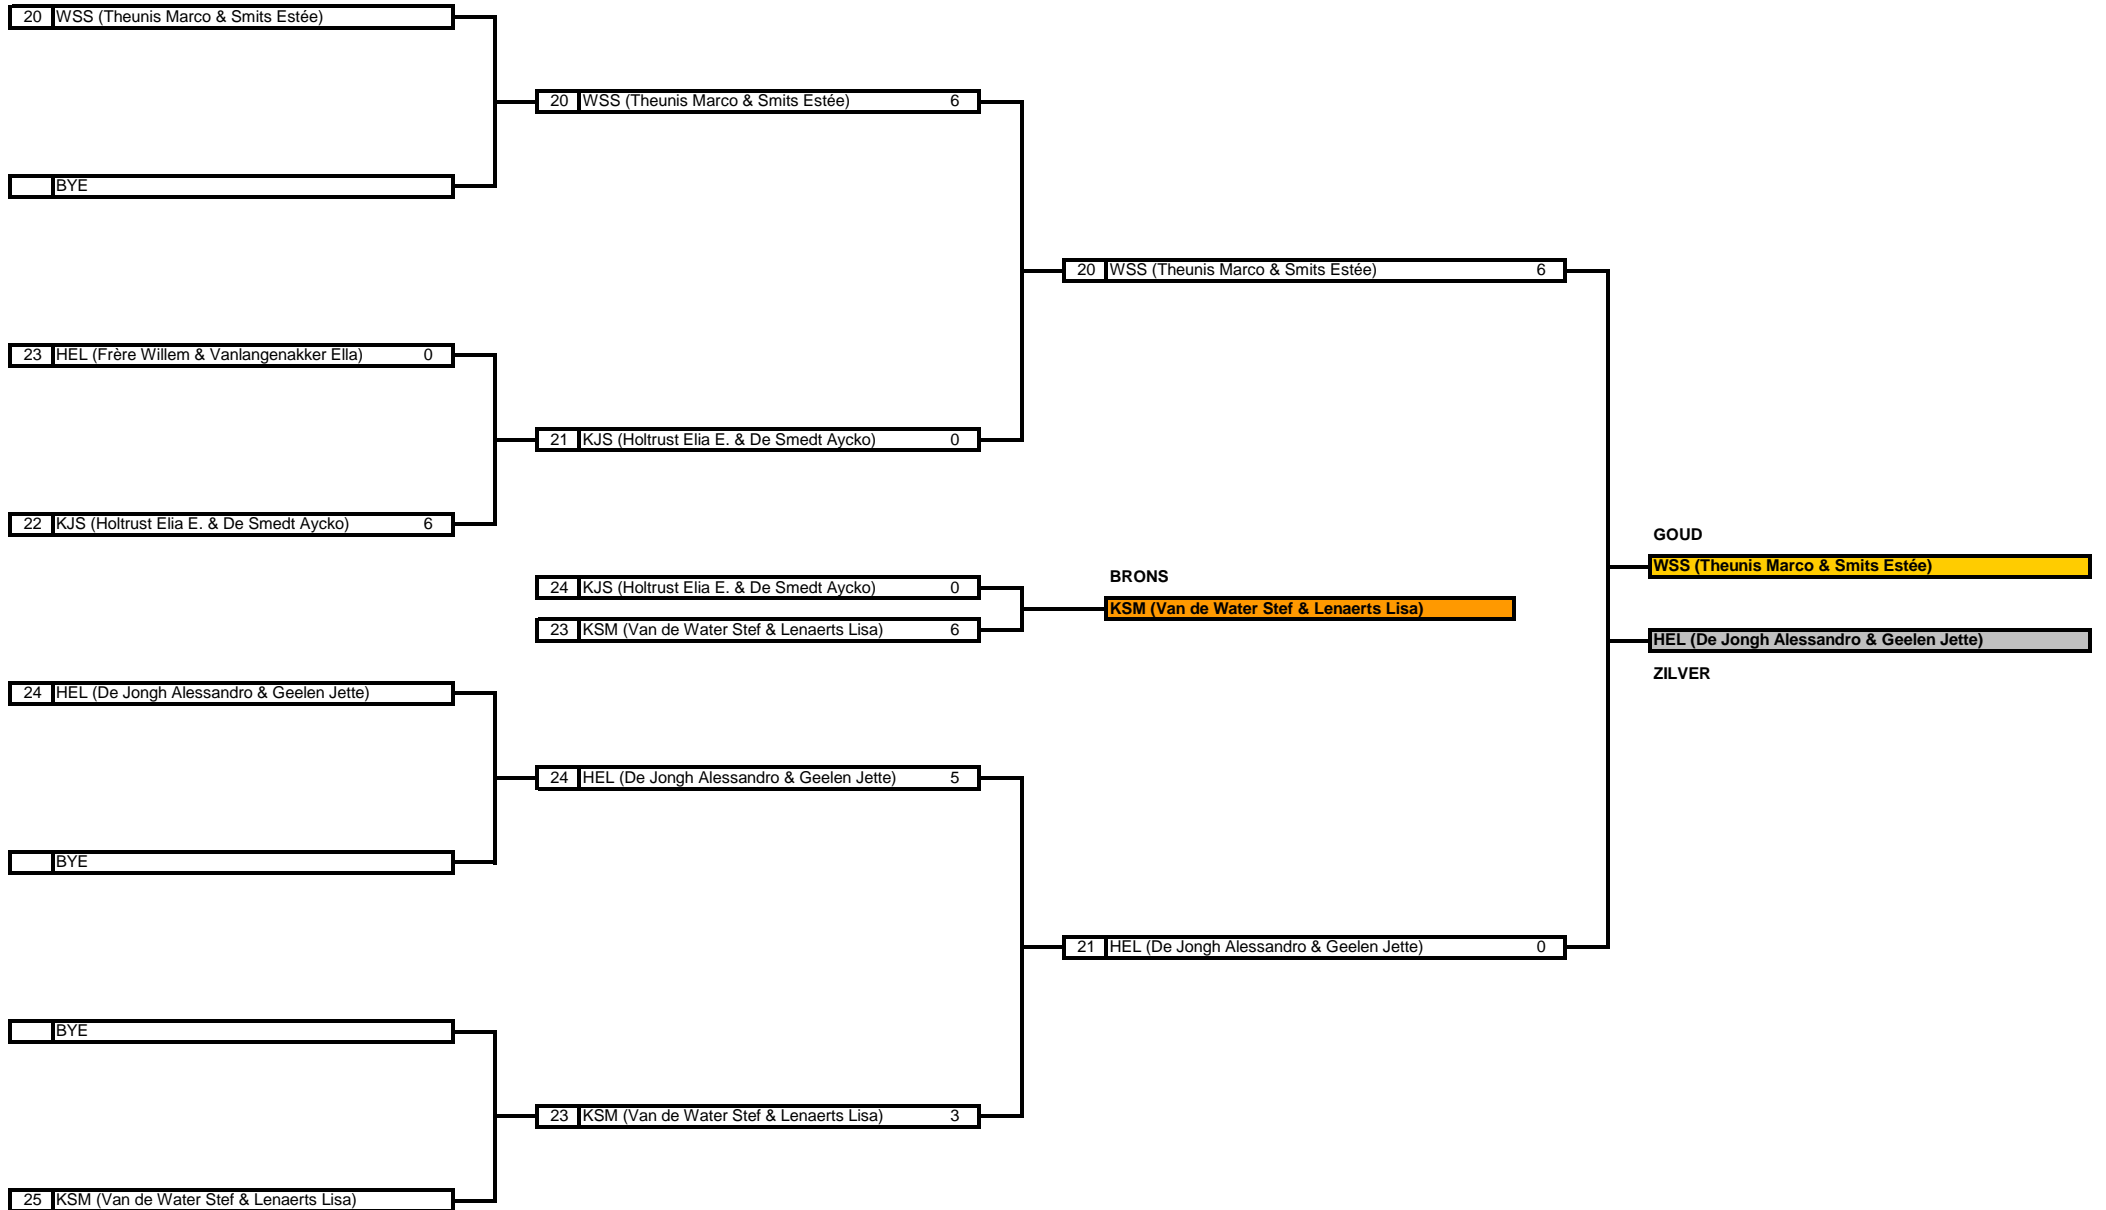 20 WSS (Theunis Marco & Smits Estée)
20 WSS (Theunis Marco & Smits Estée) 6
BYE
20 WSS (Theunis Marco & Smits Estée) 6
23 HEL (Frère Willem & Vanlangenakker Ella) 0
21 KJS (Holtrust Elia E. & De Smedt Aycko) 0
22 KJS (Holtrust Elia E. & De Smedt Aycko) 6
GOUD
WSS (Theunis Marco & Smits Estée)
BRONS
24 KJS (Holtrust Elia E. & De Smedt Aycko) 0
KSM (Van de Water Stef & Lenaerts Lisa)
23 KSM (Van de Water Stef & Lenaerts Lisa) 6
HEL (De Jongh Alessandro & Geelen Jette)
ZILVER
24 HEL (De Jongh Alessandro & Geelen Jette)
24 HEL (De Jongh Alessandro & Geelen Jette) 5
BYE
21 HEL (De Jongh Alessandro & Geelen Jette) 0
BYE
23 KSM (Van de Water Stef & Lenaerts Lisa) 3
25 KSM (Van de Water Stef & Lenaerts Lisa)